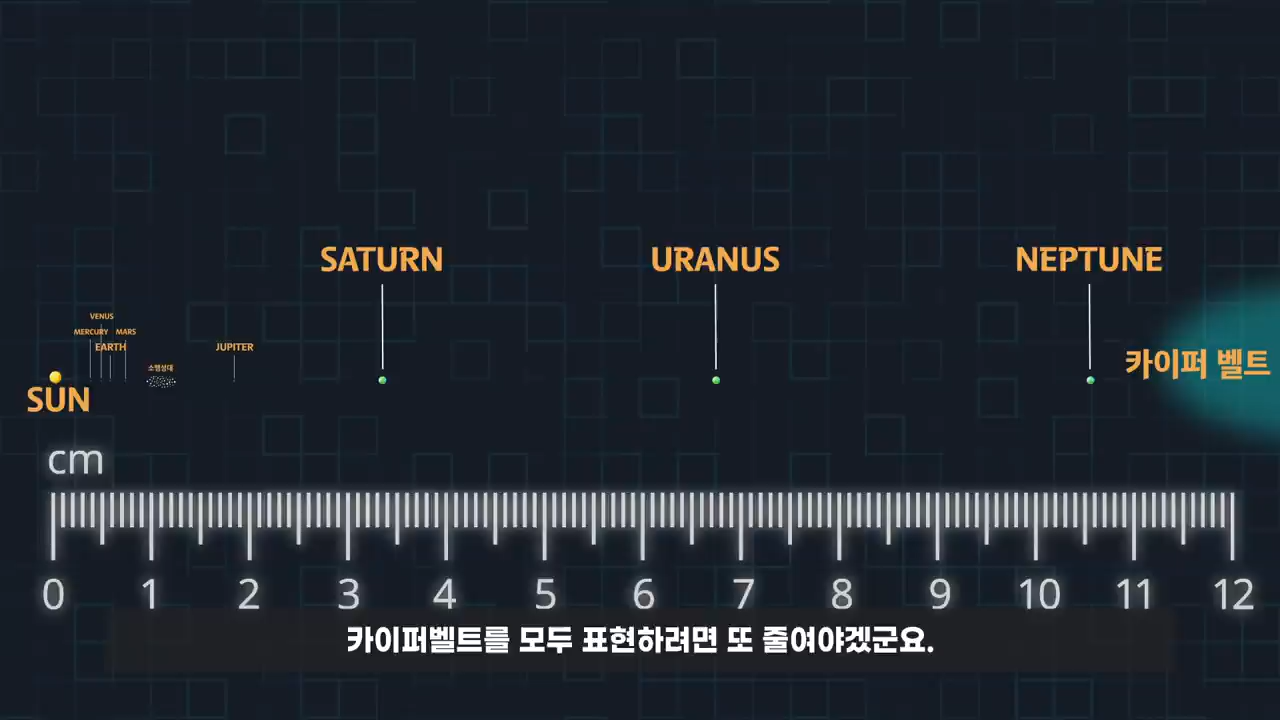 SATURN
URANUS
NEPTUNE
VENUS
MERCURY
MARS
EARTH
JUPITER
소행성대
카이퍼 벨트
SUN
cm
0 1 2 3 4 5 6 7 8 9 10 11 12
카이퍼벨트를 모두 표현하려면 또 줄여야겠군요.